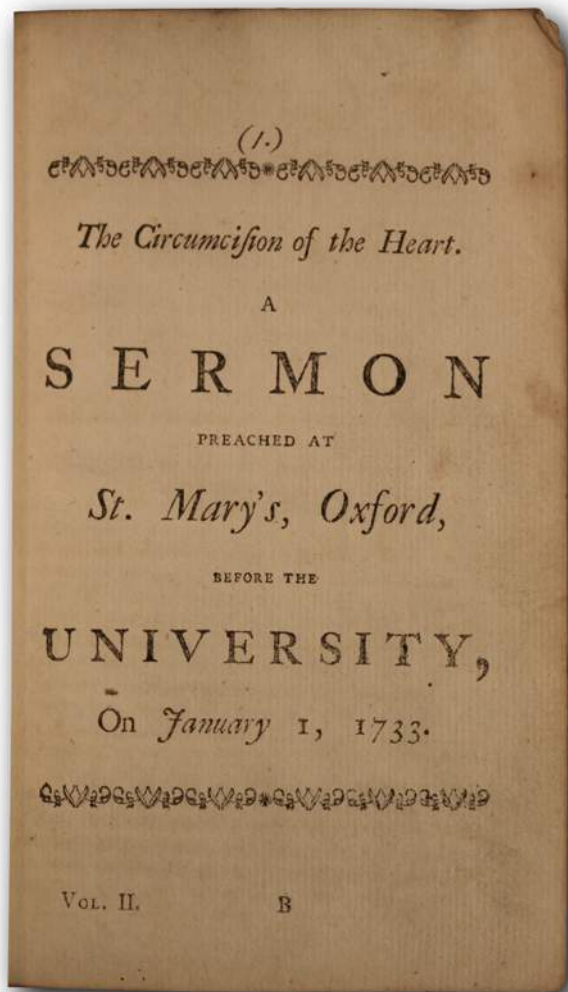 (1.)
The Circumciſion of the Heart.
A
SERMON
PREACHED AT
St. Mary's, Oxford,
BEFORE THE
UNIVERSITY,
On January 1, 1733.
VOL. II.
B